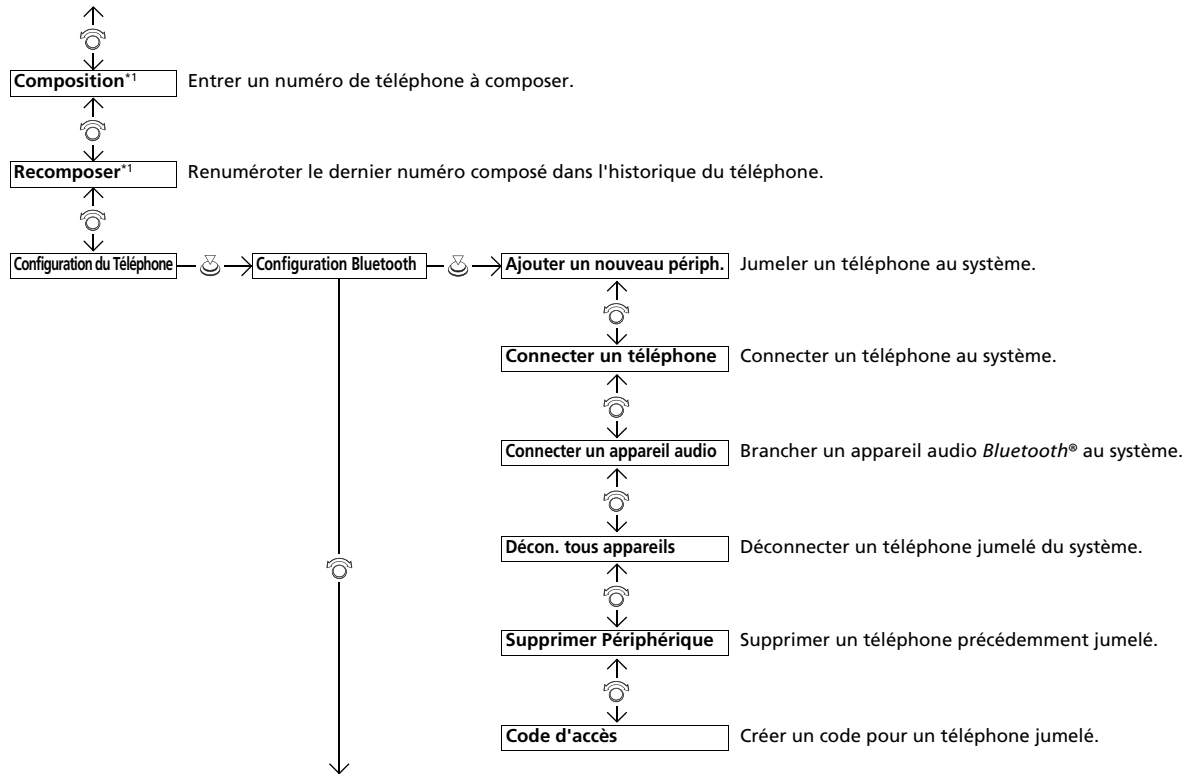 Composition*1 Entrer un numéro de téléphone à composer.
Recomposer*1 Renuméroter le dernier numéro composé dans l'historique du téléphone.
Configuration du Téléphone Configuration Bluetooth Ajouter un nouveau périph. Jumeler un téléphone au système.
Connecter un téléphone Connecter un téléphone au système.
Connecter un appareil audio Brancher un appareil audio Bluetooth® au système.
Décon. tous appareils Déconnecter un téléphone jumelé du système.
Supprimer Périphérique Supprimer un téléphone précédemment jumelé.
Code d'accès Créer un code pour un téléphone jumelé.